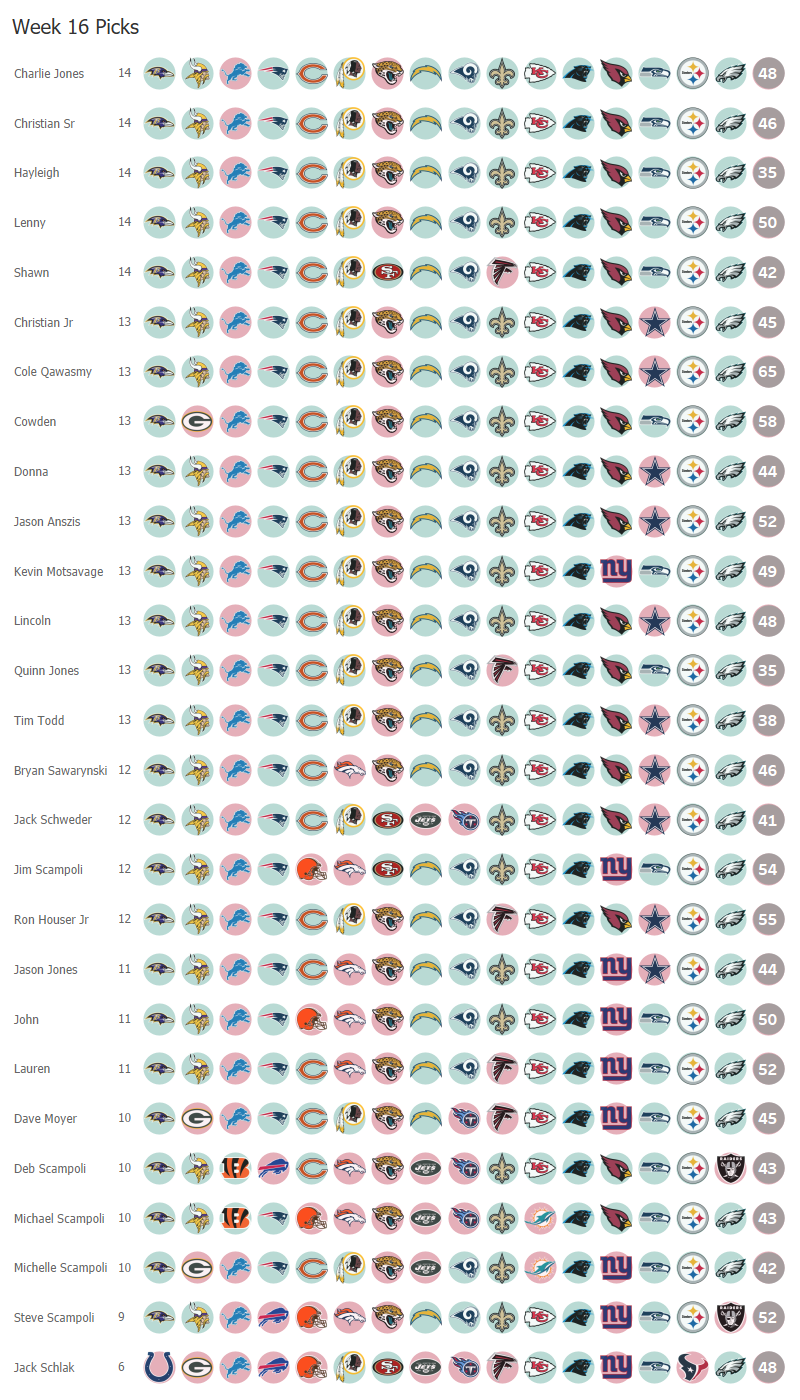 Week 16 Picks
Charlie Jones 14 48
Christian Sr 14 46
Hayleigh 14 35
Lenny 14 50
Shawn 14 42
Christian Jr 13 45
Cole Qawasmy 13 65
Cowden 13 58
Donna 13 44
Jason Anszis 13 52
Kevin Motsavage 13 49
Lincoln 13 48
Quinn Jones 13 35
Tim Todd 13 38
Bryan Sawarynski 12 46
Jack Schweder 12 41
Jim Scampoli 12 54
Ron Houser Jr 12 55
Jason Jones 11 44
John 11 50
Lauren 11 52
Dave Moyer 10 45
Deb Scampoli 10 43
Michael Scampoli 10 43
Michelle Scampoli 10 42
Steve Scampoli 9 52
Jack Schlak 6 48